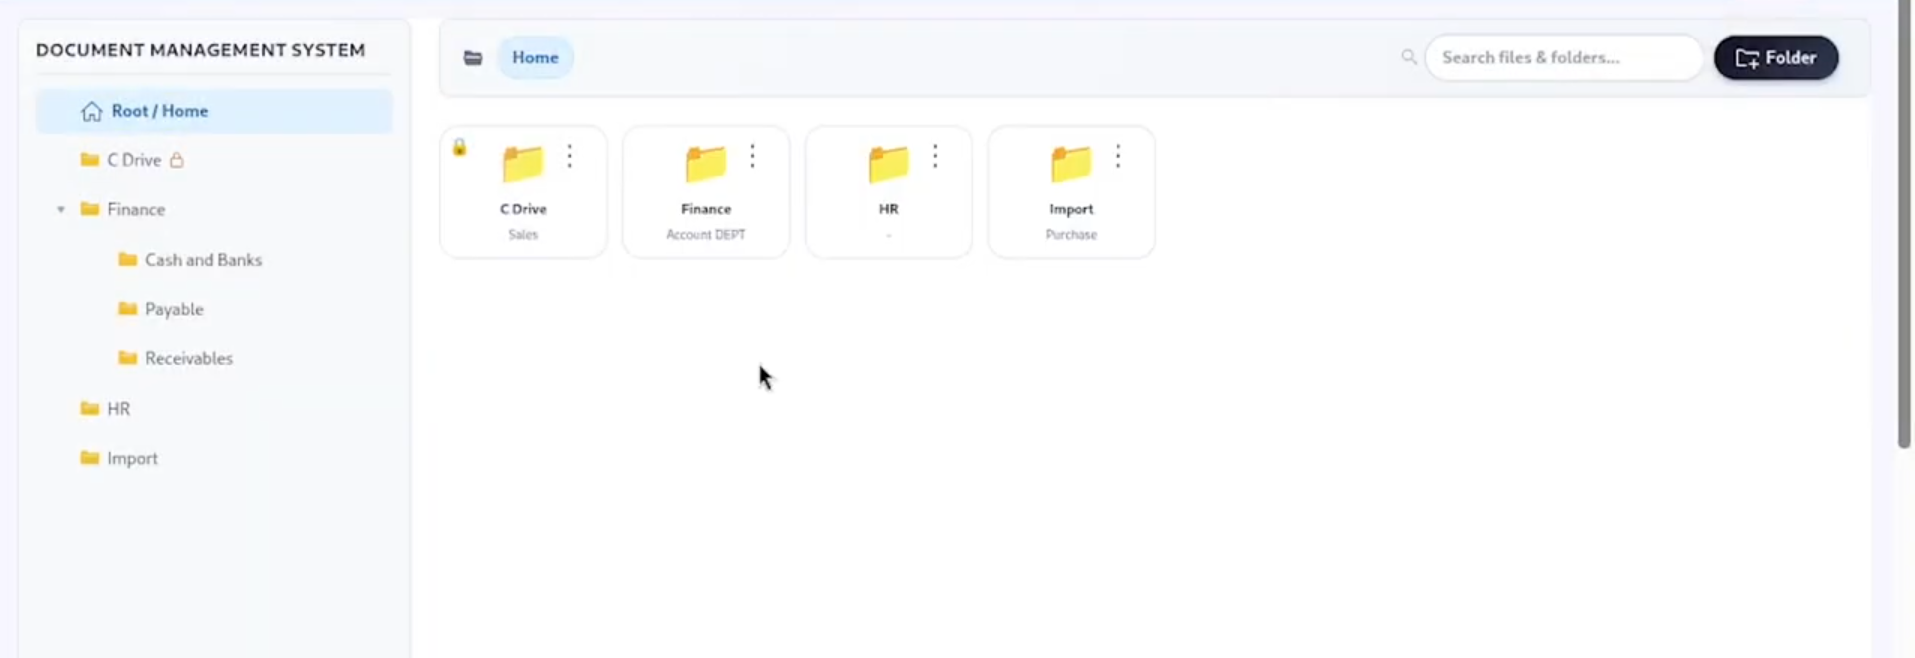 DOCUMENT MANAGEMENT SYSTEM
Root / Home
C Drive
Finance
Cash and Banks
Payable
Receivables
HR
Import
Home
Search files & folders...
Folder
C Drive
Sales
Finance
Account DEPT
HR
-
Import
Purchase